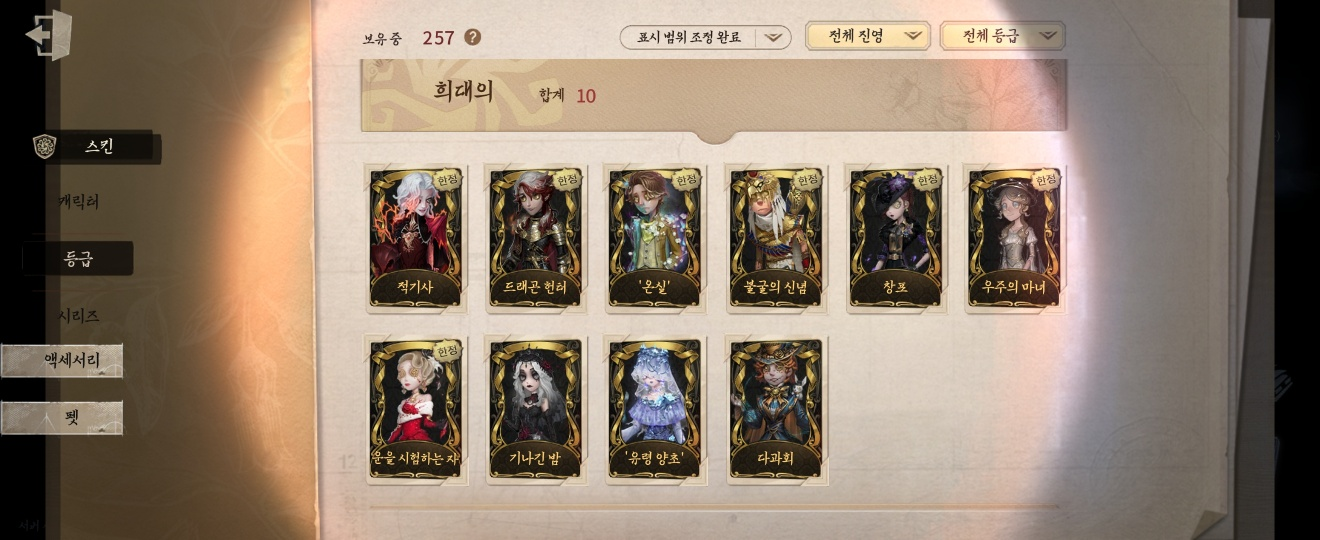 보유 중 257 ?
표시 범위 조정 완료
전체 진영
전체 등급
희대의 합계 10
스킨
캐릭터
등급
시리즈
액세서리
펫
한정 한정 한정 한정 한정 한정
적기사 드래곤 헌터 '온실' 불굴의 신념 창포 우주의 마녀
한정
운을 시험하는 자 기나긴 밤 '유령 양초' 다과회
12